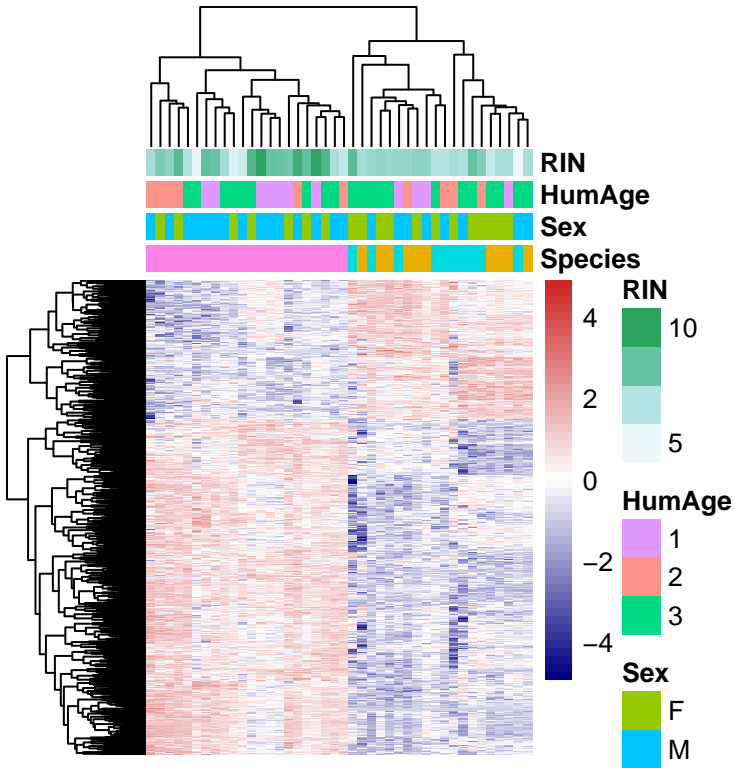 RIN
HumAge
Sex
Species
4
2
0
−2
−4
RIN
10
5
HumAge
1
2
3
Sex
F
M